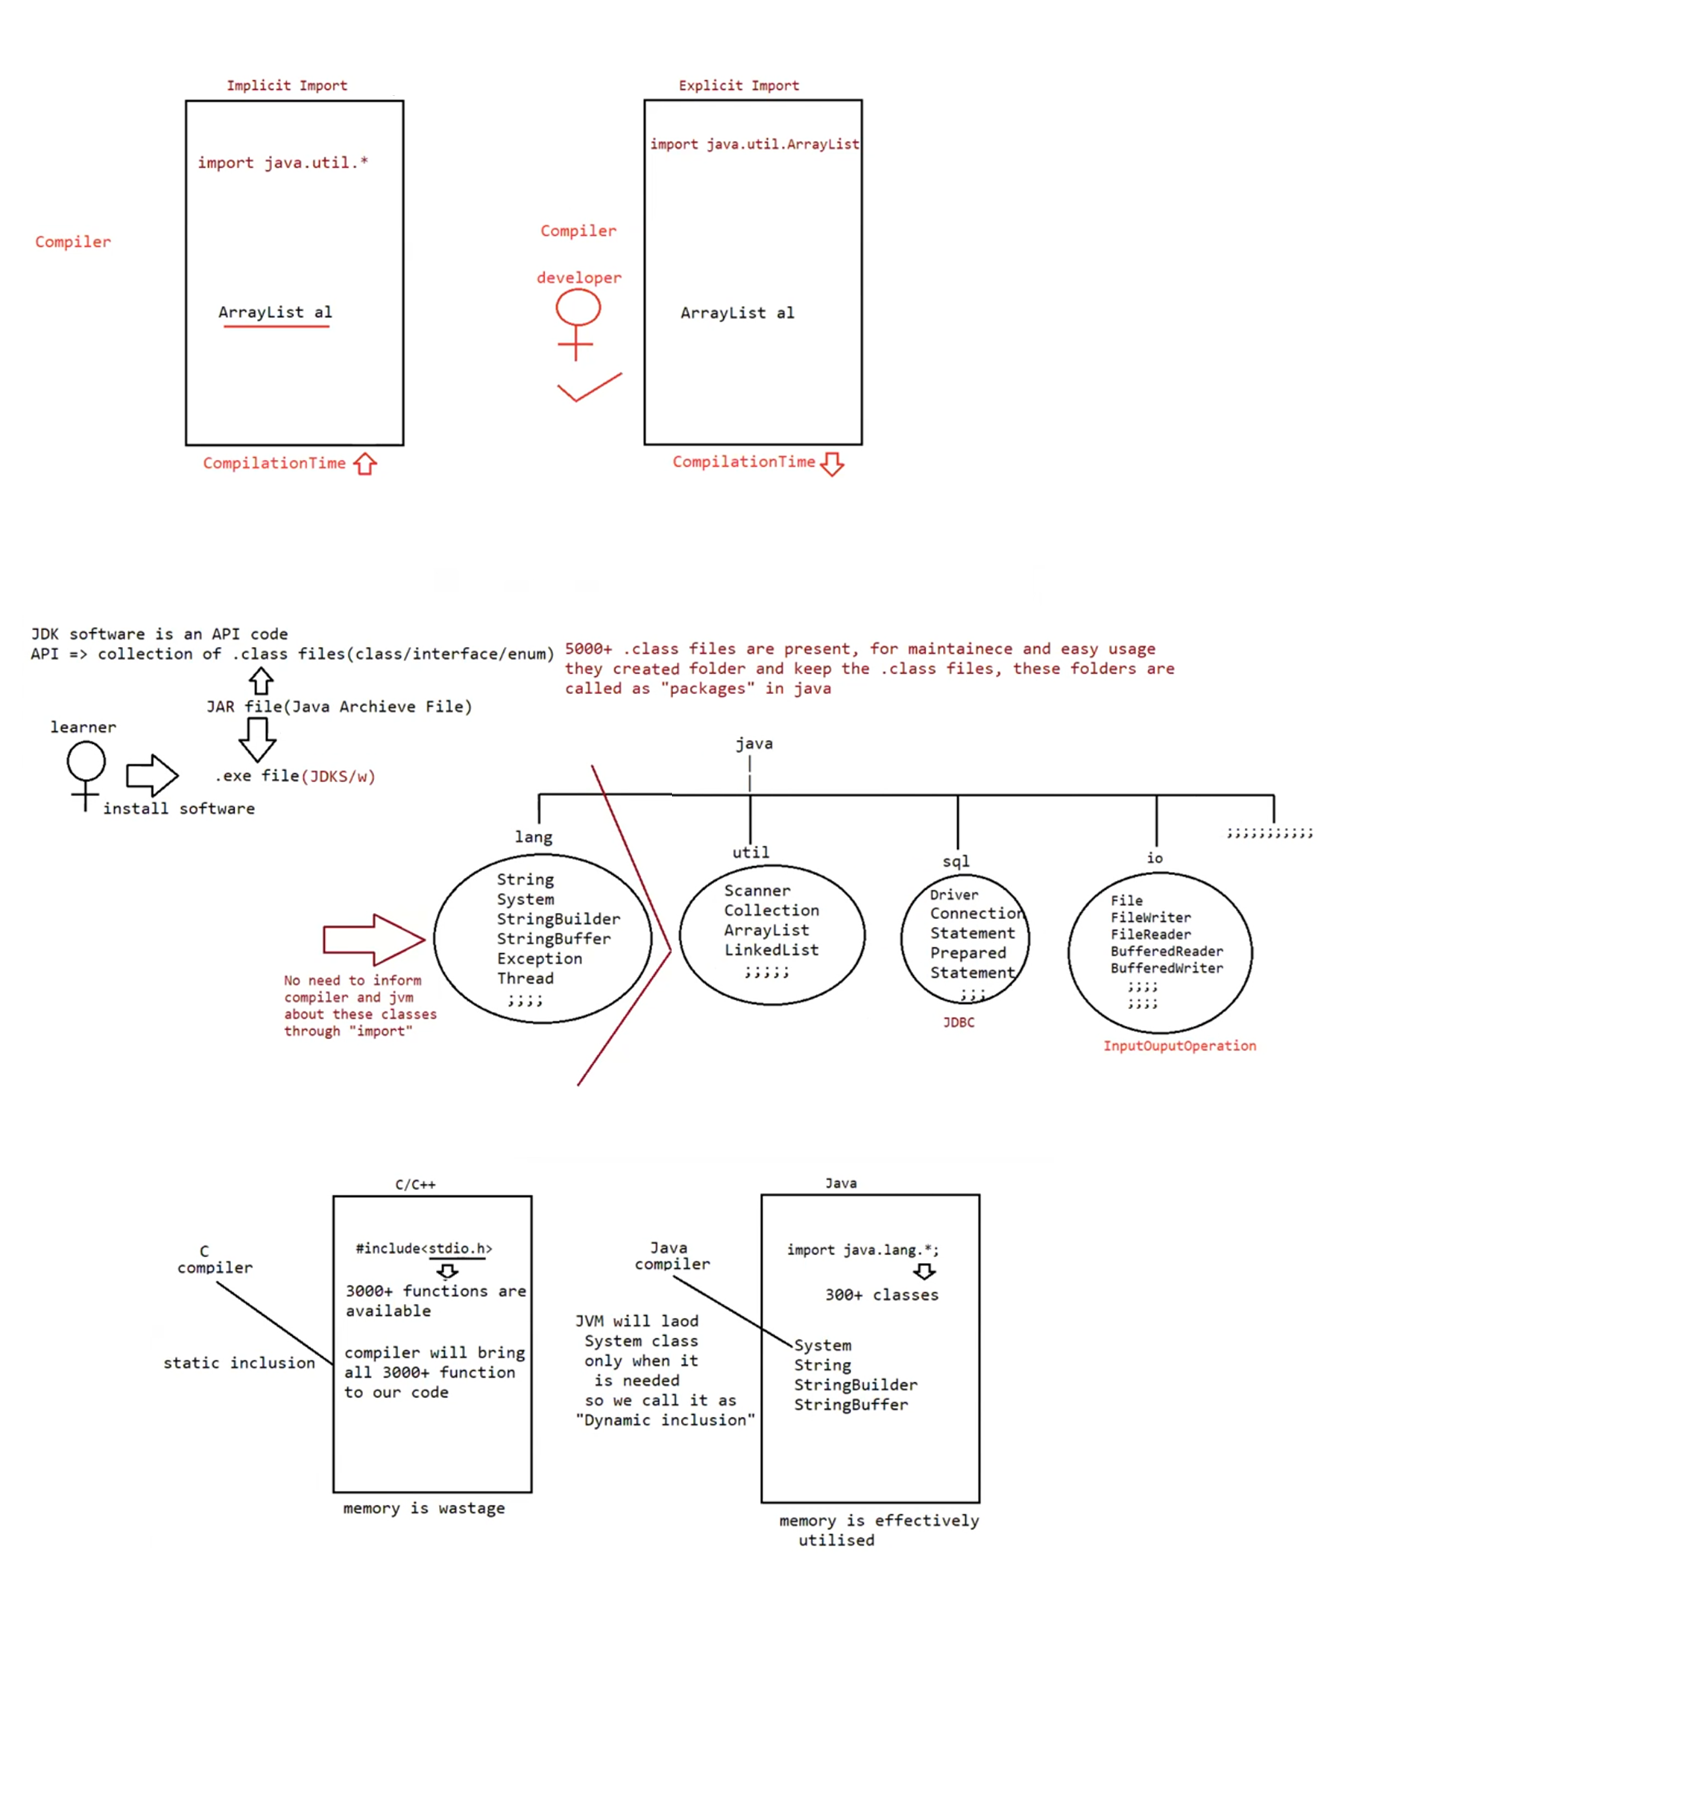 Implicit Import
import java.util.*
Compiler
ArrayList al
CompilationTime
Explicit Import
import java.util.ArrayList
Compiler
developer
ArrayList al
CompilationTime
JDK software is an API code
API => collection of .class files(class/interface/enum)
JAR file(Java Archieve File)
learner
.exe file(JDKS/w)
install software
5000+ .class files are present, for maintainece and easy usage
they created folder and keep the .class files, these folders are
called as "packages" in java
java
lang
String
System
StringBuilder
StringBuffer
Exception
Thread
;;;;
No need to inform
compiler and jvm
about these classes
through "import"
util
Scanner
Collection
ArrayList
LinkedList
;;;;;
sql
Driver
Connection
Statement
Prepared
Statement
;;;
JDBC
io
File
FileWriter
FileReader
BufferedReader
BufferedWriter
;;;;
;;;;
InputOuputOperation
;;;;;;;;;;;
C/C++
C
compiler
#include<stdio.h>
3000+ functions are
available
static inclusion
compiler will bring
all 3000+ function
to our code
memory is wastage
Java
Java
compiler
import java.lang.*;
300+ classes
JVM will laod
System class
only when it
is needed
so we call it as
"Dynamic inclusion"
System
String
StringBuilder
StringBuffer
memory is effectively
utilised